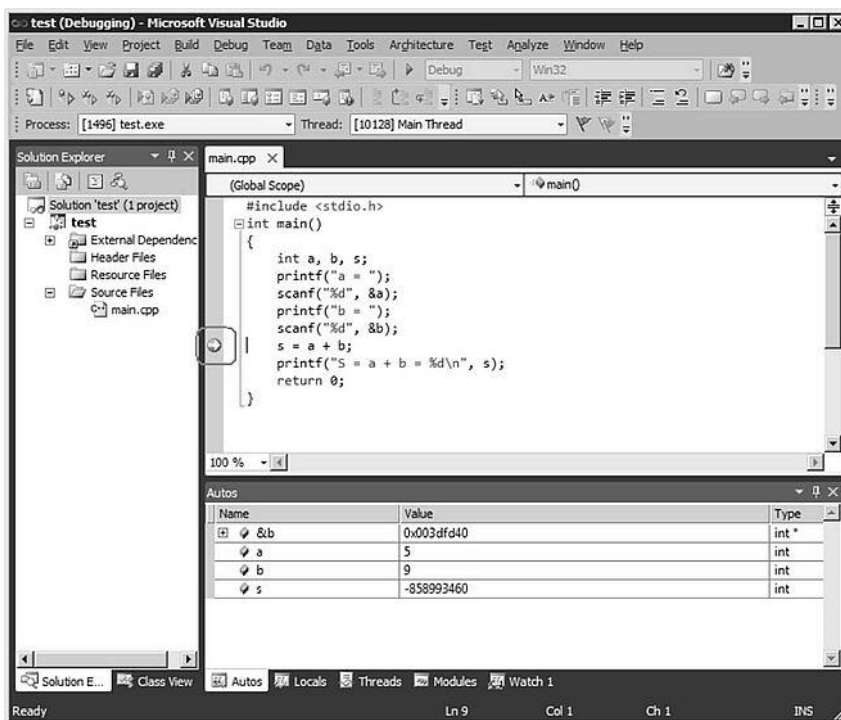 test (Debugging) - Microsoft Visual Studio
File Edit View Project Build Debug Team Data Tools Architecture Test Analyze Window Help
Debug Win32
Process: [1496] test.exe Thread: [10128] Main Thread
Solution Explorer
main.cpp
(Global Scope) main()
Solution 'test' (1 project)
test
External Dependenc
Header Files
Resource Files
Source Files
main.cpp
#include <stdio.h>
int main()
{
int a, b, s;
printf("a = ");
scanf("%d", &a);
printf("b = ");
scanf("%d", &b);
s = a + b;
printf("S = a + b = %d\n", s);
return 0;
}
100 %
Autos
Name Value Type
&b 0x003dfd40 int *
a 5 int
b 9 int
s -858993460 int
Solution E... Class View
Autos Locals Threads Modules Watch 1
Ready Ln 9 Col 1 Ch 1 INS